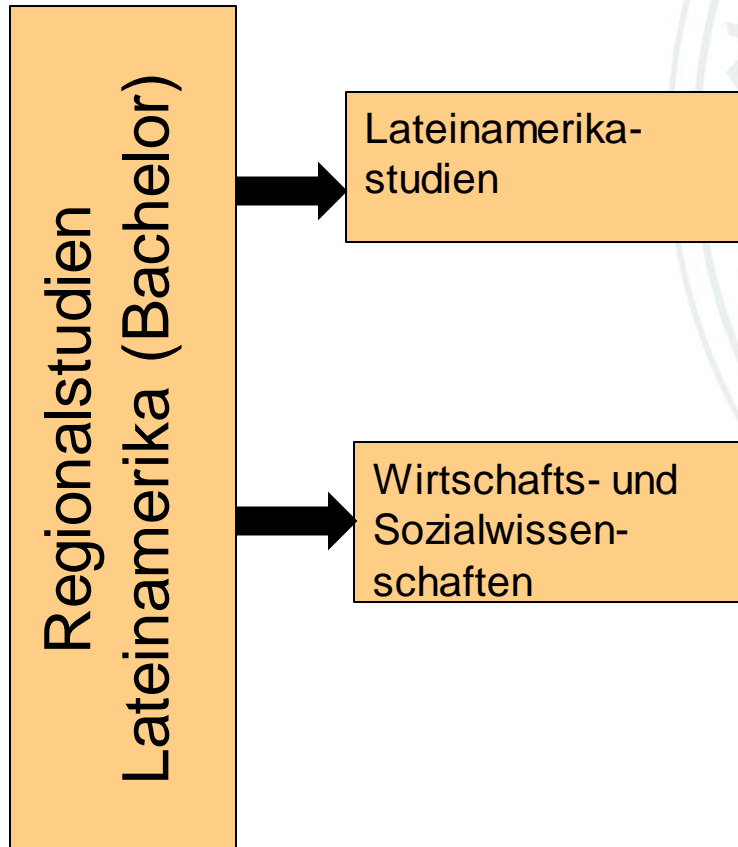 Regionalstudien
Lateinamerika (Bachelor)
Lateinamerika-
studien
Wirtschafts- und
Sozialwissen-
schaften